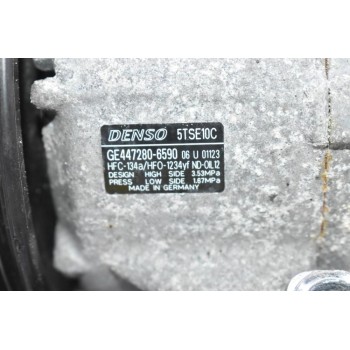 DENSO 5TSE10C
GE447280-6590 06 U 01123
HFC-134a/HFO-1234yf ND-OIL12
DESIGN HIGH SIDE 3.53MPa
PRESS LOW SIDE 1.67MPa
MADE IN GERMANY